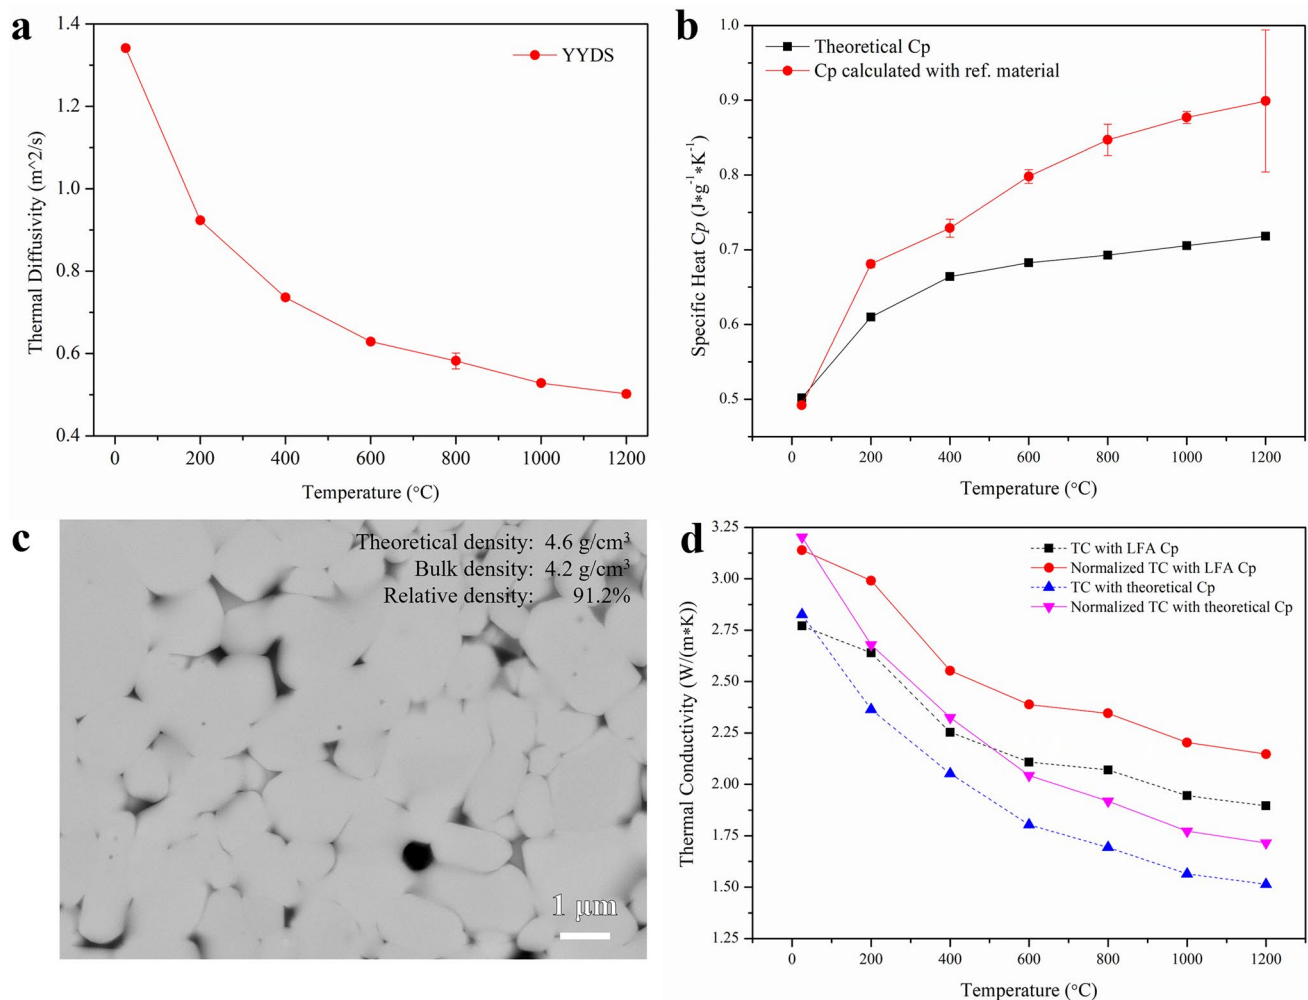 a
1.4
1.2
1.0
0.8
0.6
0.4
Thermal Diffusivity (m^2/s)
YYDS
0
200
400
600
800
1000
1200
Temperature (°C)
b
1.0
0.9
0.8
0.7
0.6
0.5
Specific Heat Cp (J*g⁻¹*K⁻¹)
Theoretical Cp
Cp calculated with ref. material
0
200
400
600
800
1000
1200
Temperature (°C)
c
Theoretical density: 4.6 g/cm³
Bulk density: 4.2 g/cm³
Relative density: 91.2%
1 μm
d
3.25
3.00
2.75
2.50
2.25
2.00
1.75
1.50
1.25
Thermal Conductivity (W/(m*K))
TC with LFA Cp
Normalized TC with LFA Cp
TC with theoretical Cp
Normalized TC with theoretical Cp
0
200
400
600
800
1000
1200
Temperature (°C)